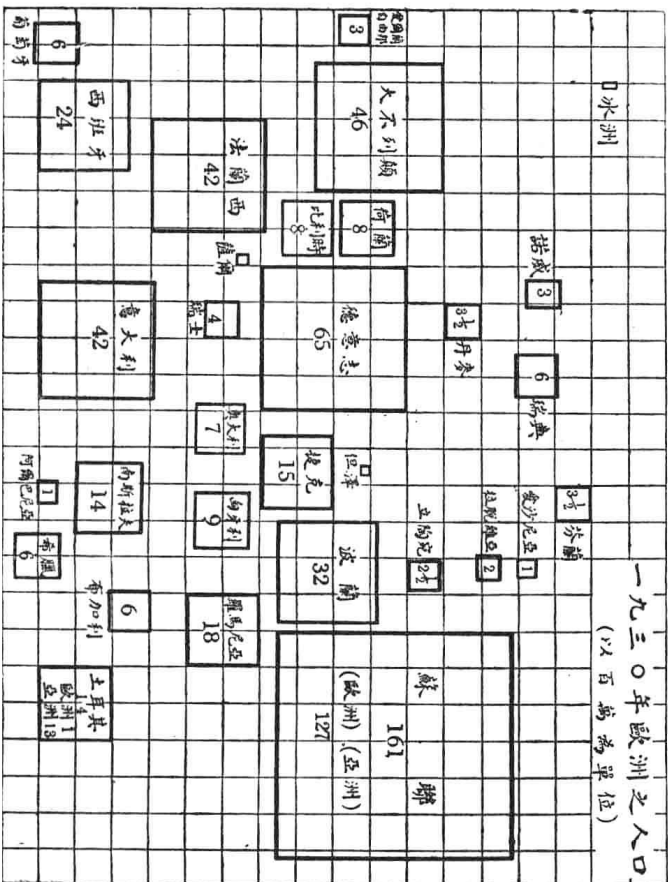 一九三〇年歐洲之人口
(以百萬為單位)
冰洲
愛爾蘭
自由邦
3
大不列顛
46
諾威
3
6
瑞典
3½
芬蘭
愛沙尼亞
1
拉脫維亞
2
立陶宛
2½
3½
丹麥
荷蘭
8
比利時
8
德意志
65
但澤
波蘭
32
蘇聯
161
(歐洲)(亞洲)
127
法蘭西
42
薩爾
瑞士
4
捷克
15
奧大利
7
匈牙利
9
羅馬尼亞
18
葡萄牙
6
西班牙
24
意大利
42
南斯拉夫
14
阿爾巴尼亞
1
希臘
6
布加利
6
土耳其
14
歐洲1
亞洲13